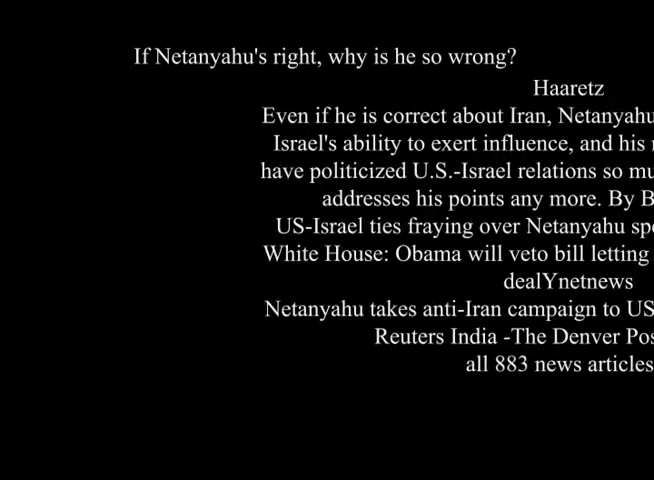 If Netanyahu's right, why is he so wrong?
Haaretz
Even if he is correct about Iran, Netanyahu
Israel's ability to exert influence, and his
have politicized U.S.-Israel relations so
addresses his points any more. By
US-Israel ties fraying over Netanyahu
White House: Obama will veto bill letting
dealYnetnews
Netanyahu takes anti-Iran campaign to US
Reuters India -The Denver
all 883 news articles